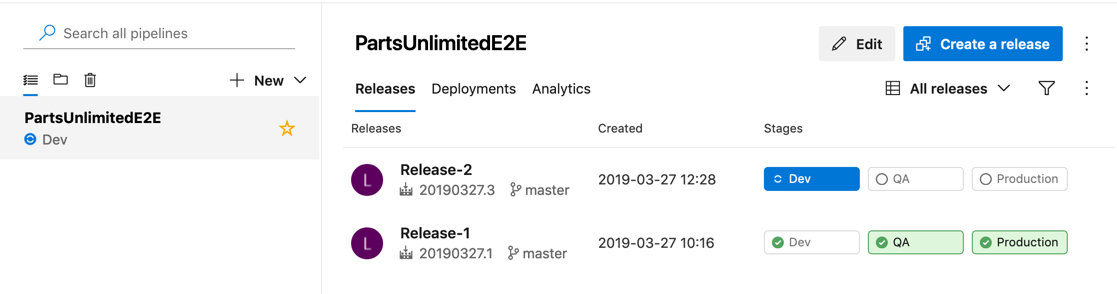 Search all pipelines
New
PartsUnlimitedE2E
Dev
PartsUnlimitedE2E
Edit
Create a release
Releases Deployments Analytics
All releases
Releases Created Stages
L Release-2 2019-03-27 12:28 Dev QA Production
20190327.3 master
L Release-1 2019-03-27 10:16 Dev QA Production
20190327.1 master